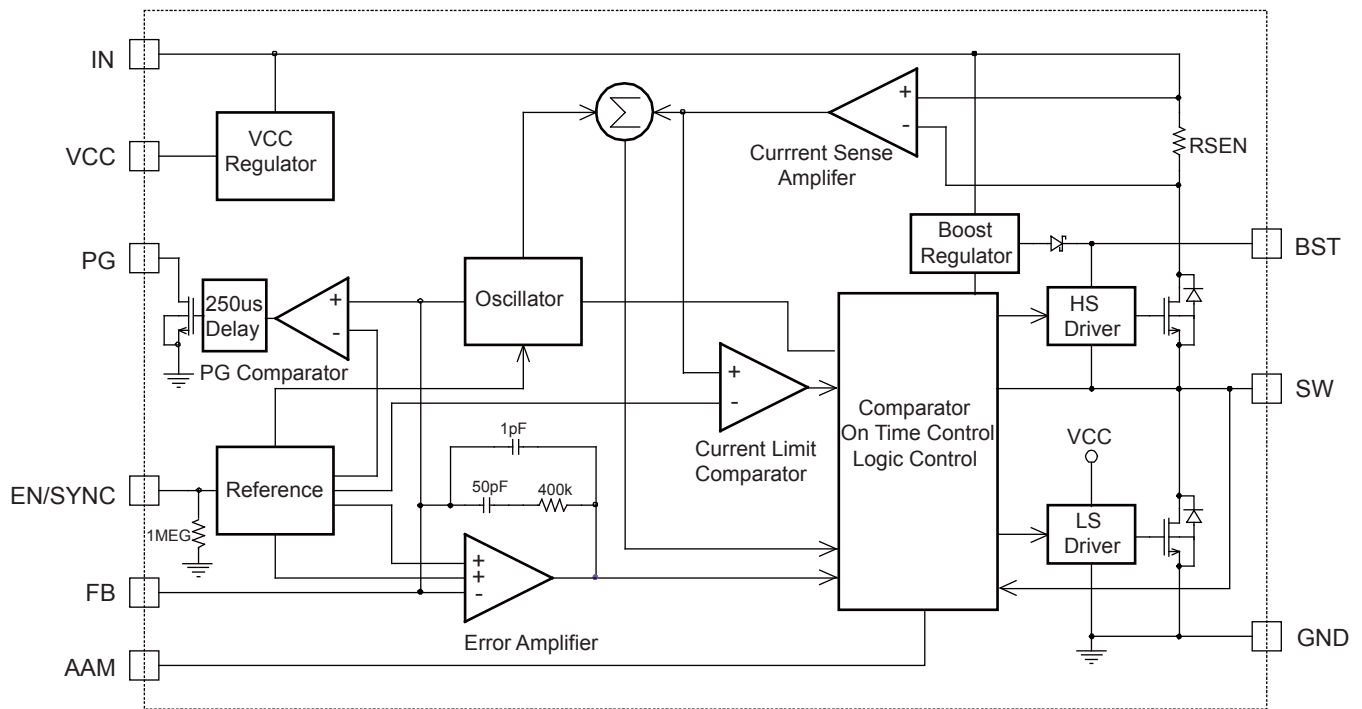 IN
VCC
VCC
Regulator
Σ
+
-
Currrent Sense
Amplifer
RSEN
Boost
Regulator
BST
PG
250us
Delay
+
-
PG Comparator
Oscillator
HS
Driver
SW
+
-
Current Limit
Comparator
Comparator
On Time Control
Logic Control
VCC
LS
Driver
EN/SYNC
1MEG
Reference
1pF
50pF
400k
FB
+
+
-
Error Amplifier
AAM
GND